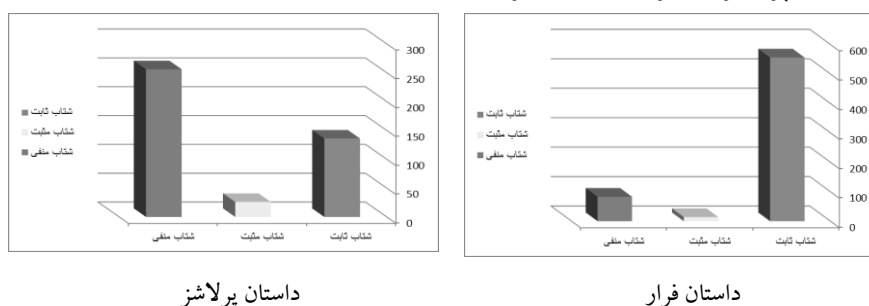 600
500
400
300
200
100
0
شتاب ثابت
شتاب مثبت
شتاب منفی
شتاب ثابت
شتاب مثبت
شتاب منفی
داستان فرار
300
250
200
150
100
50
0
شتاب ثابت
شتاب مثبت
شتاب منفی
شتاب ثابت
شتاب مثبت
شتاب منفی
داستان پرلاشز